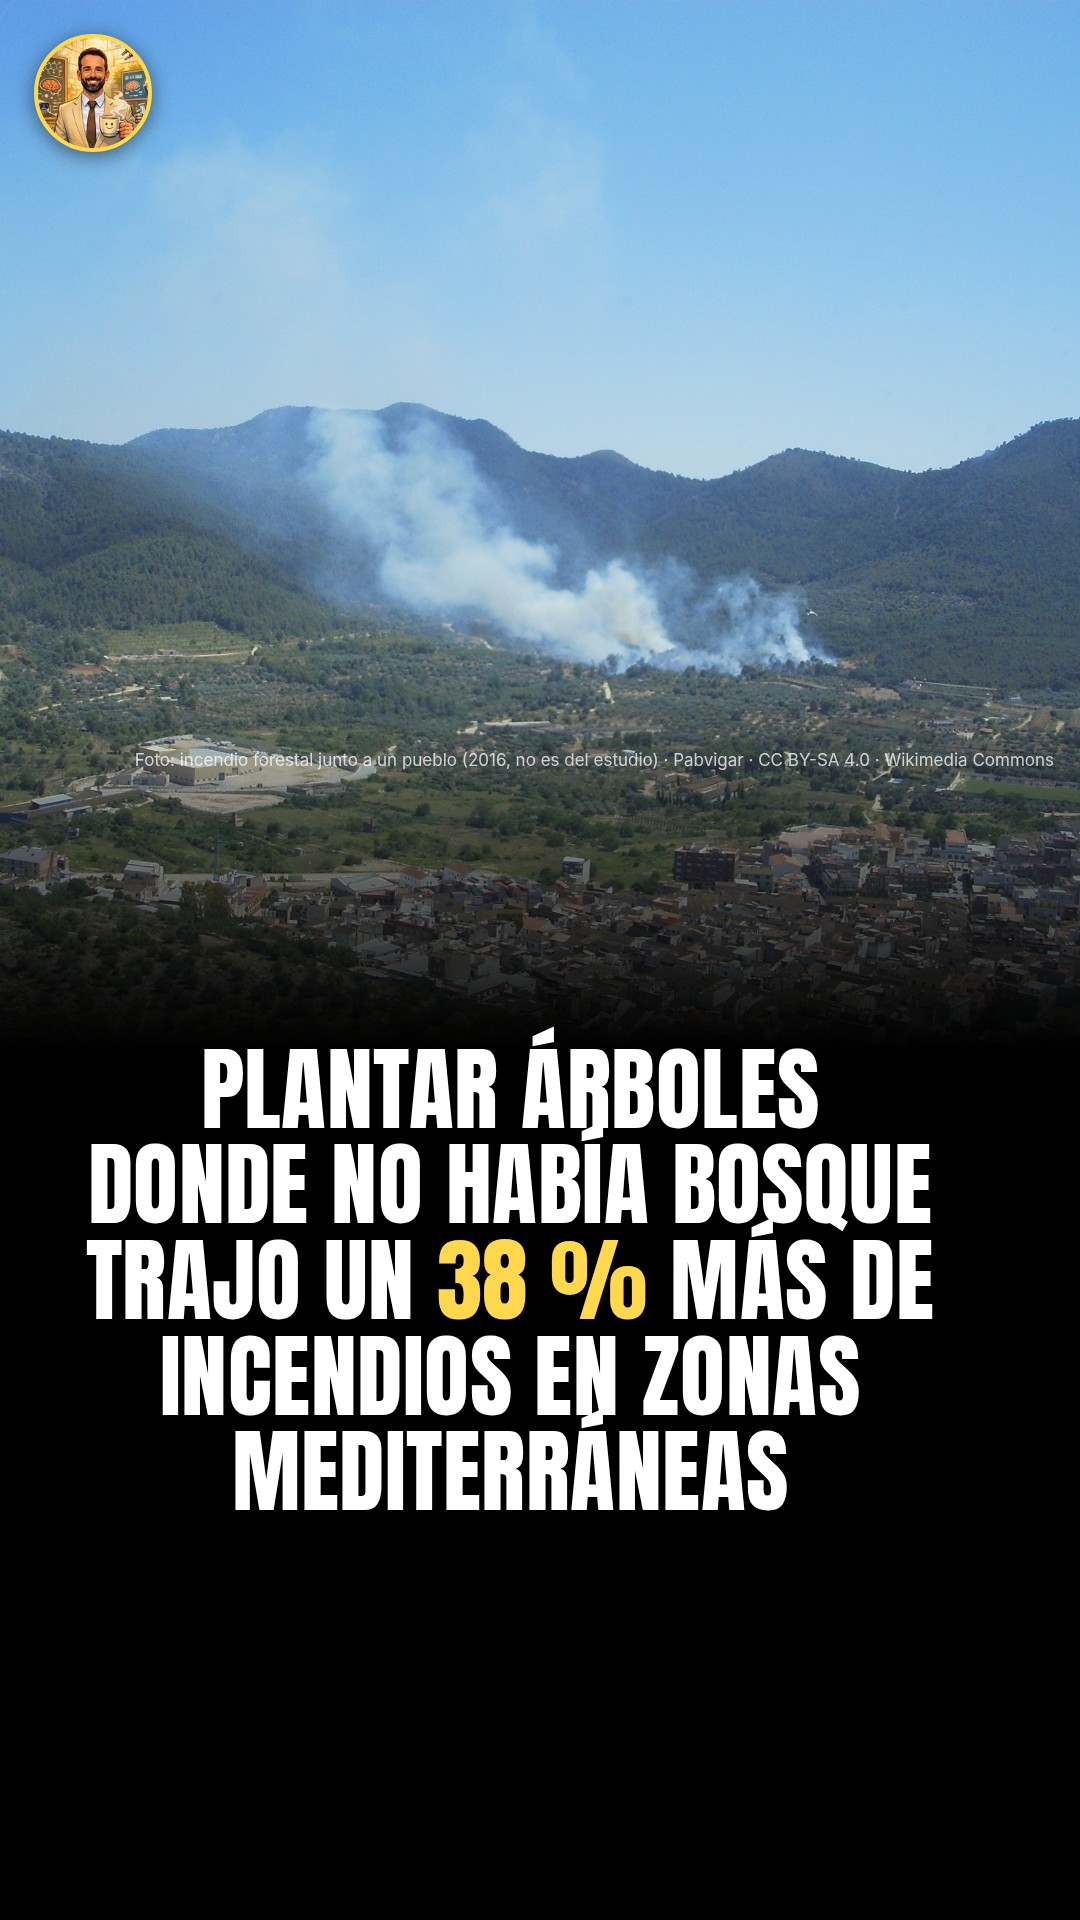 Foto: incendio forestal junto a un pueblo (2016, no es del estudio) · Pabvigar · CC BY-SA 4.0 · Wikimedia Commons
PLANTAR ÁRBOLES
DONDE NO HABÍA BOSQUE
TRAJO UN 38 % MÁS DE
INCENDIOS EN ZONAS
MEDITERRÁNEAS